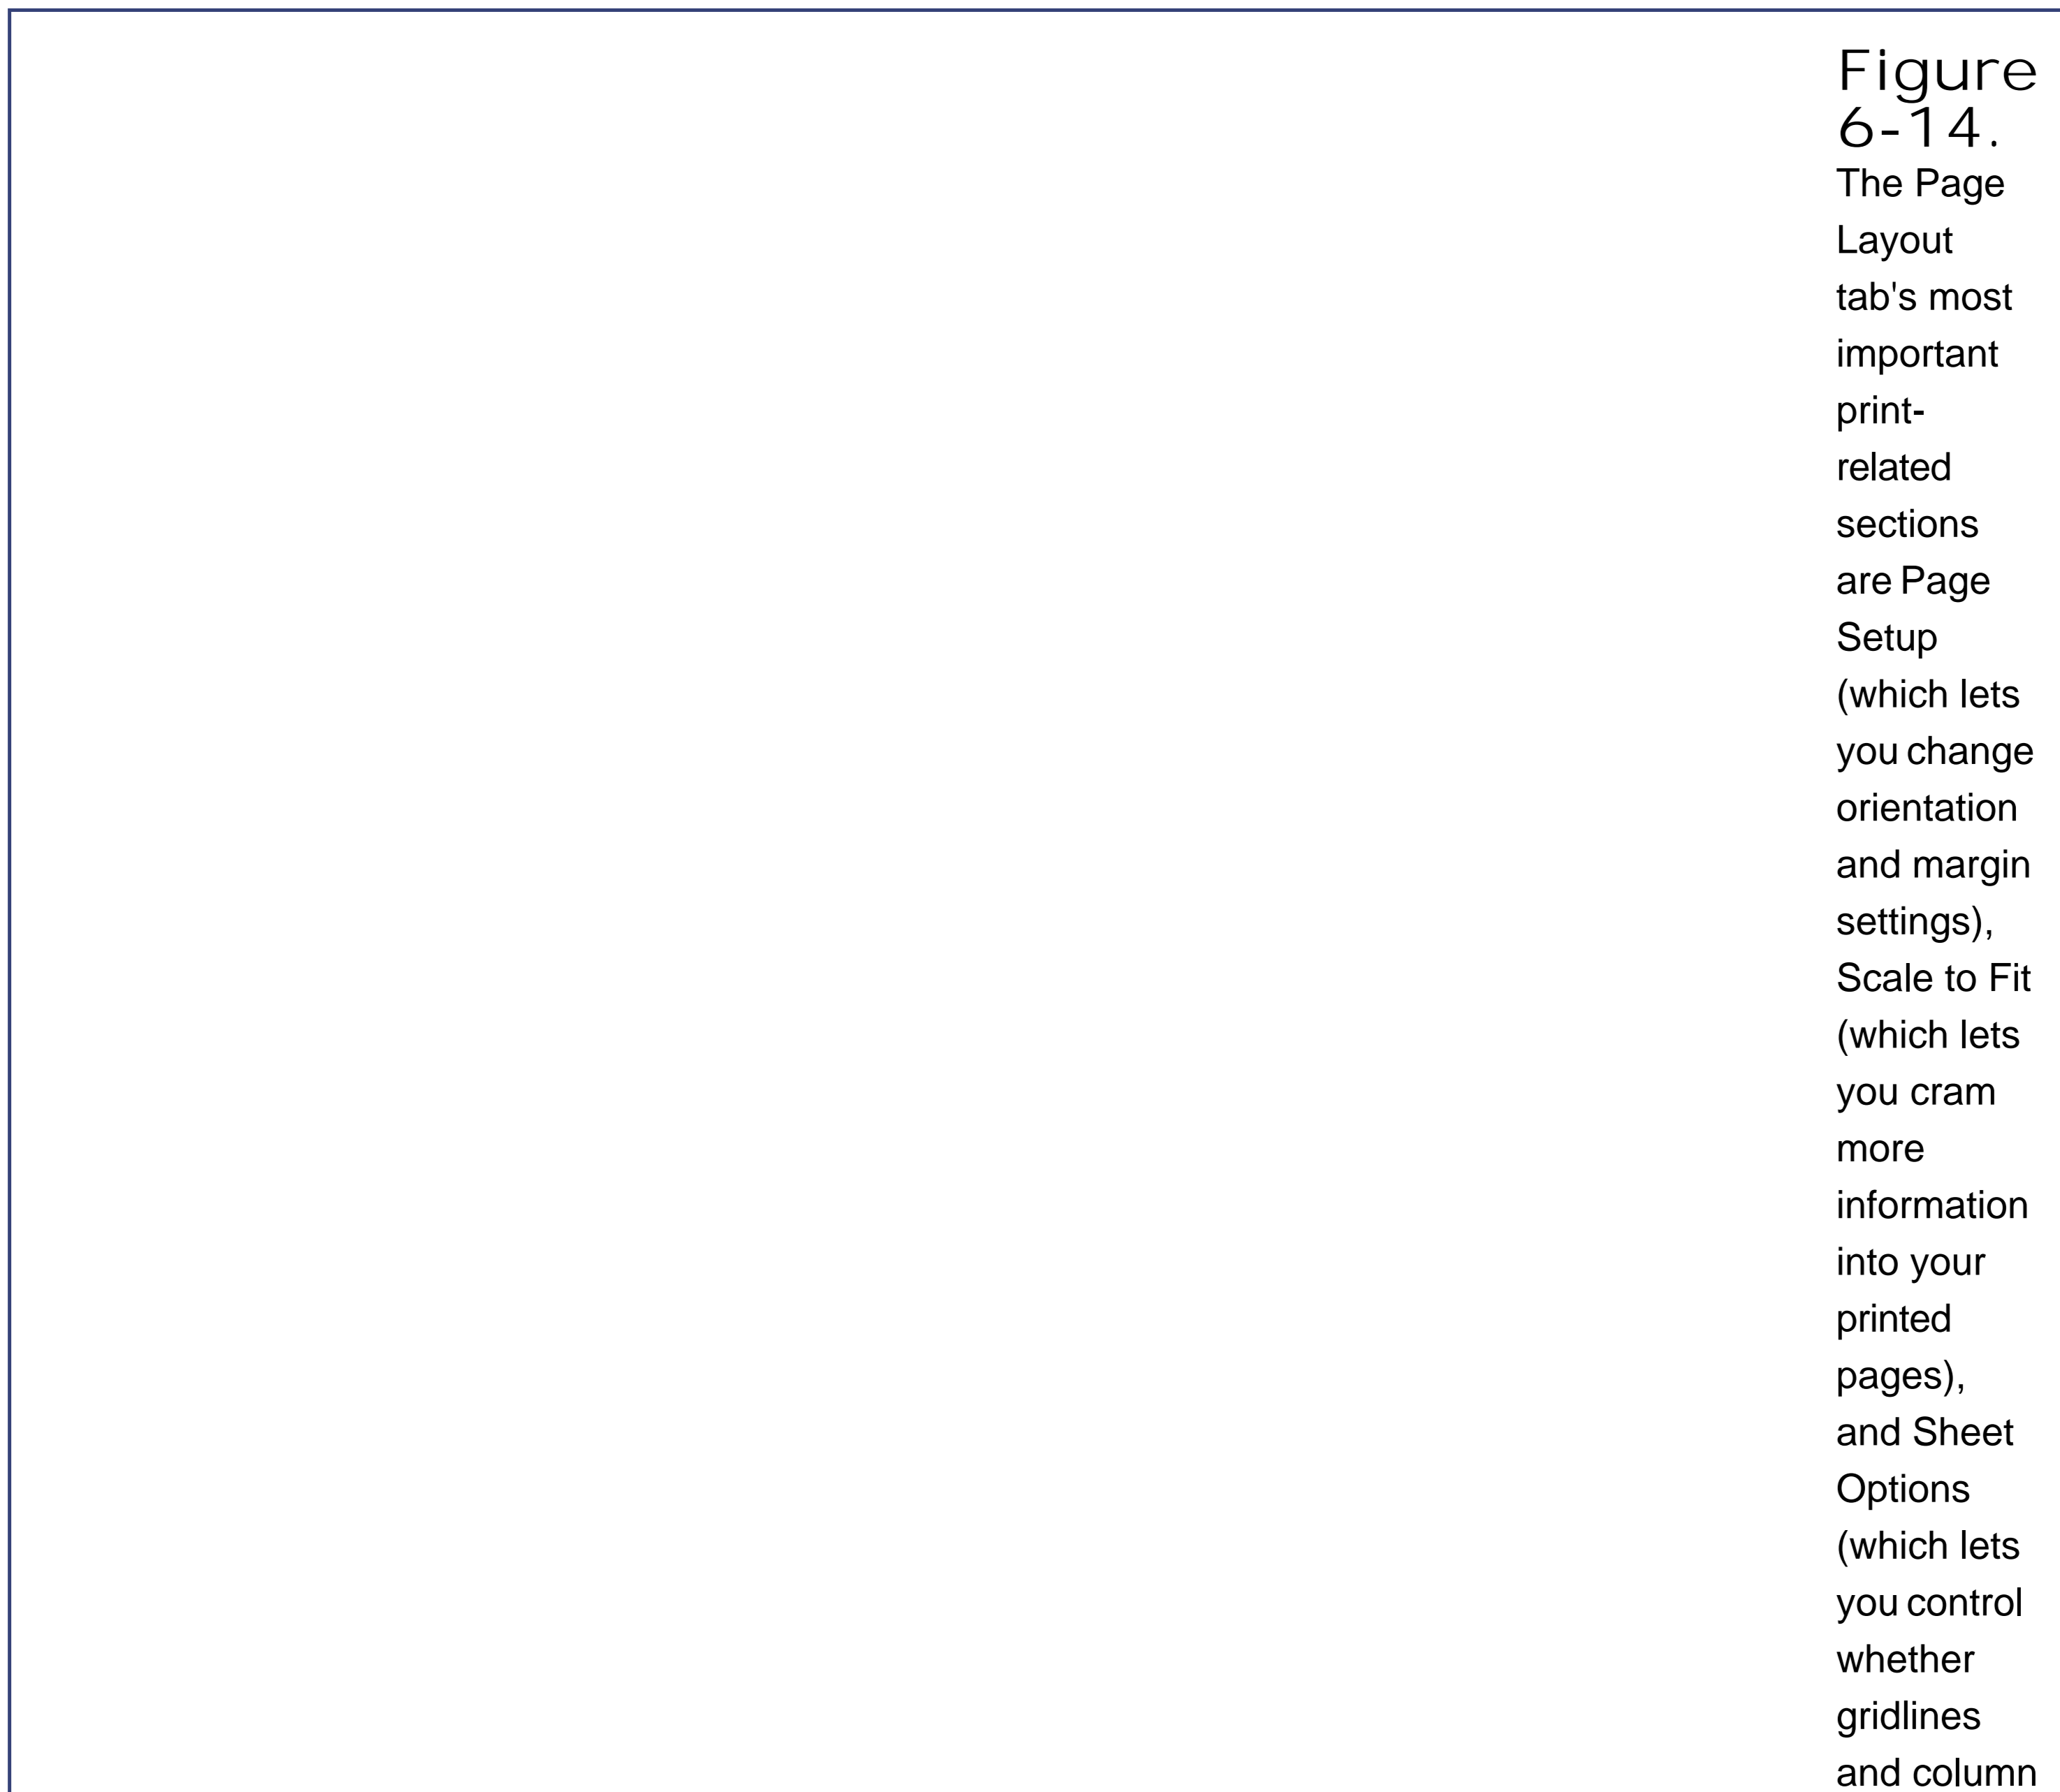 Figure
6-14.
The Page
Layout
tab's most
important
print-
related
sections
are Page
Setup
(which lets
you change
orientation
and margin
settings),
Scale to Fit
(which lets
you cram
more
information
into your
printed
pages),
and Sheet
Options
(which lets
you control
whether
gridlines
and column